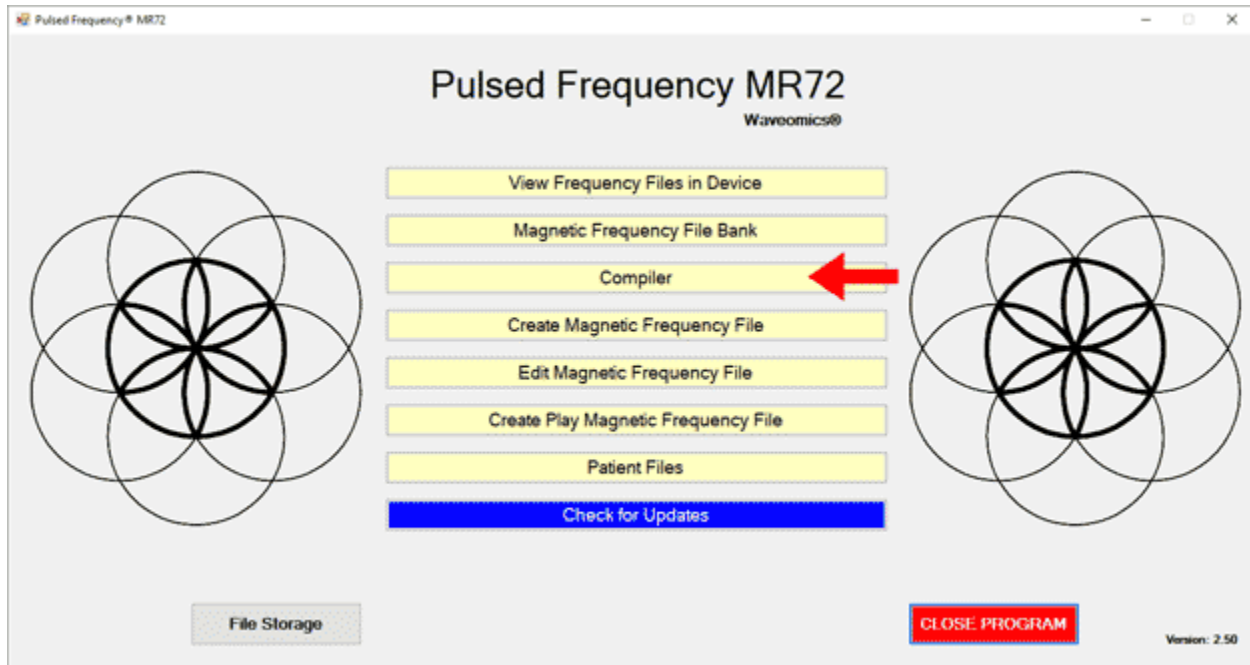 Pulsed Frequency® MR72
Pulsed Frequency MR72
Waveomics®
View Frequency Files in Device
Magnetic Frequency File Bank
Compiler
Create Magnetic Frequency File
Edit Magnetic Frequency File
Create Play Magnetic Frequency File
Patient Files
Check for Updates
File Storage
CLOSE PROGRAM
Version: 2.50